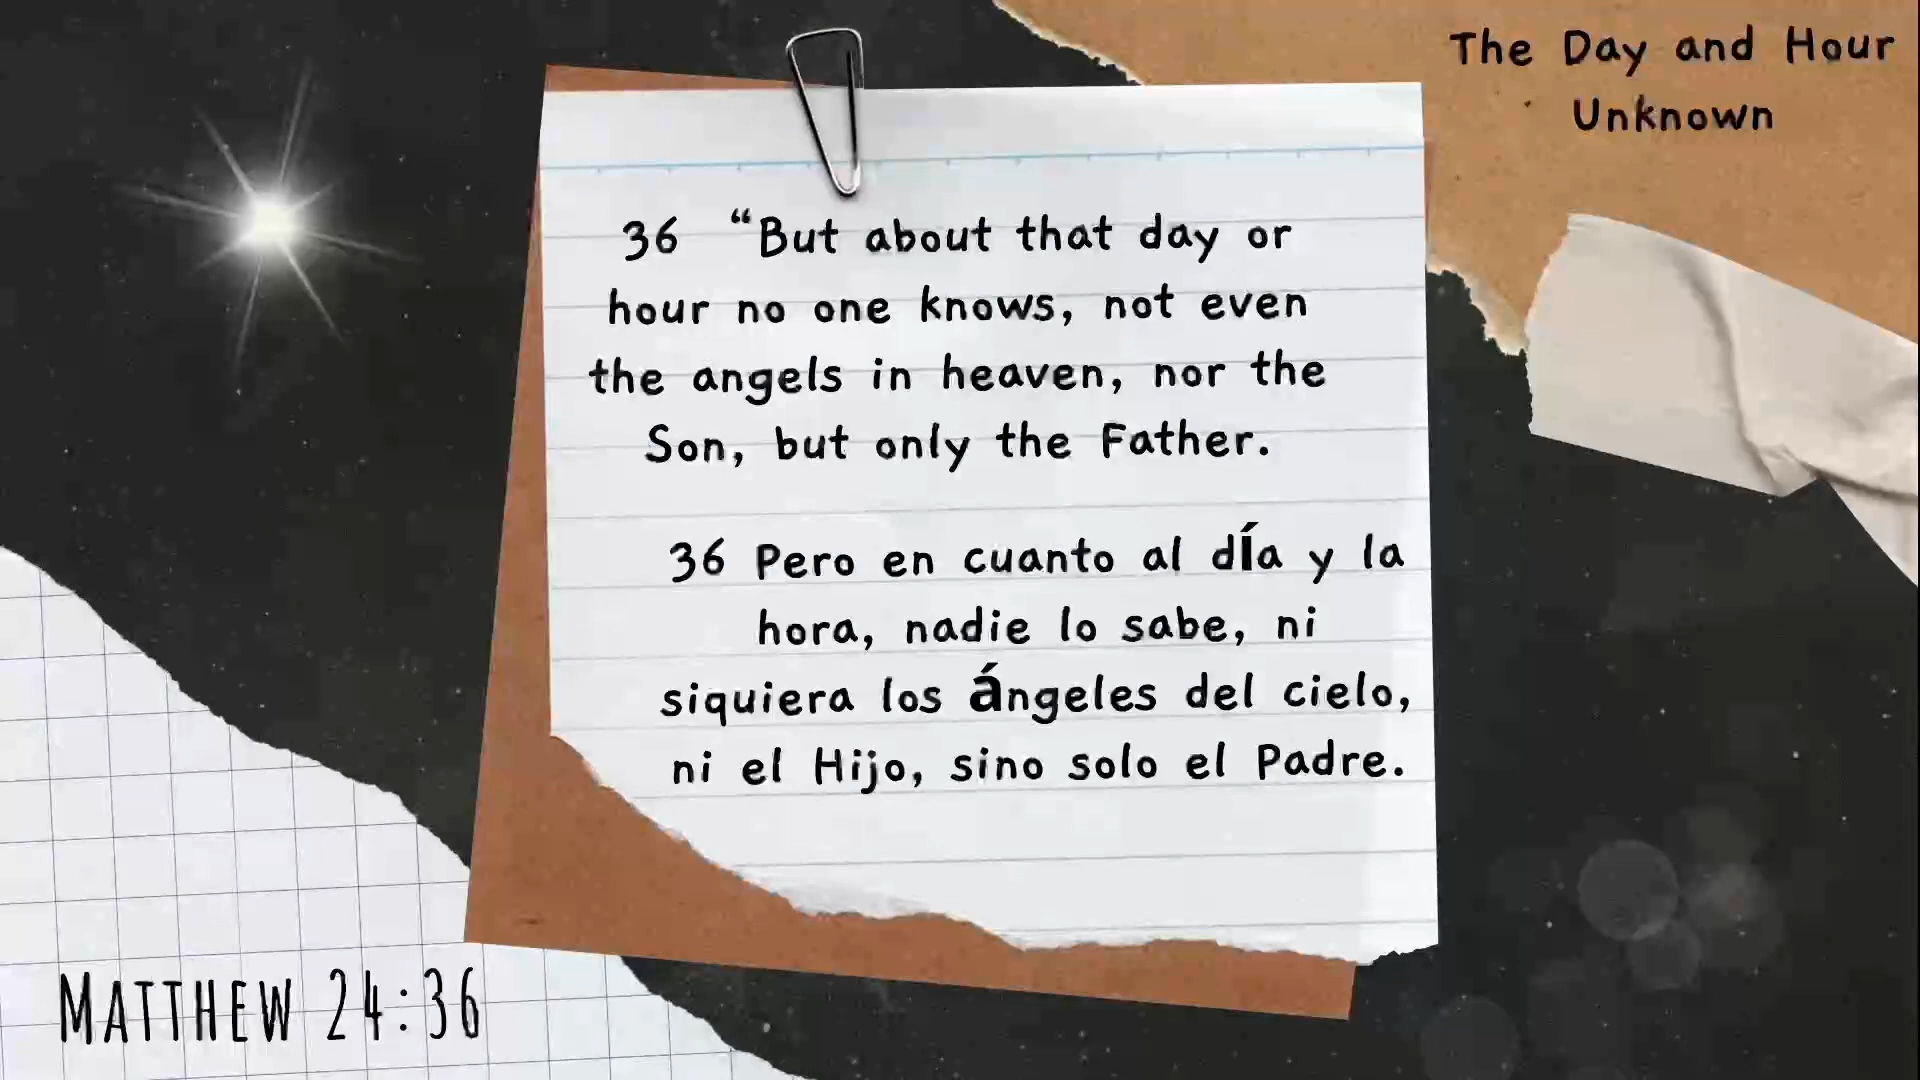 The Day and Hour
Unknown
36 “But about that day or
hour no one knows, not even
the angels in heaven, nor the
Son, but only the Father.
36 Pero en cuanto al día y la
hora, nadie lo sabe, ni
siquiera los ángeles del cielo,
ni el Hijo, sino solo el Padre.
MATTHEW 24:36